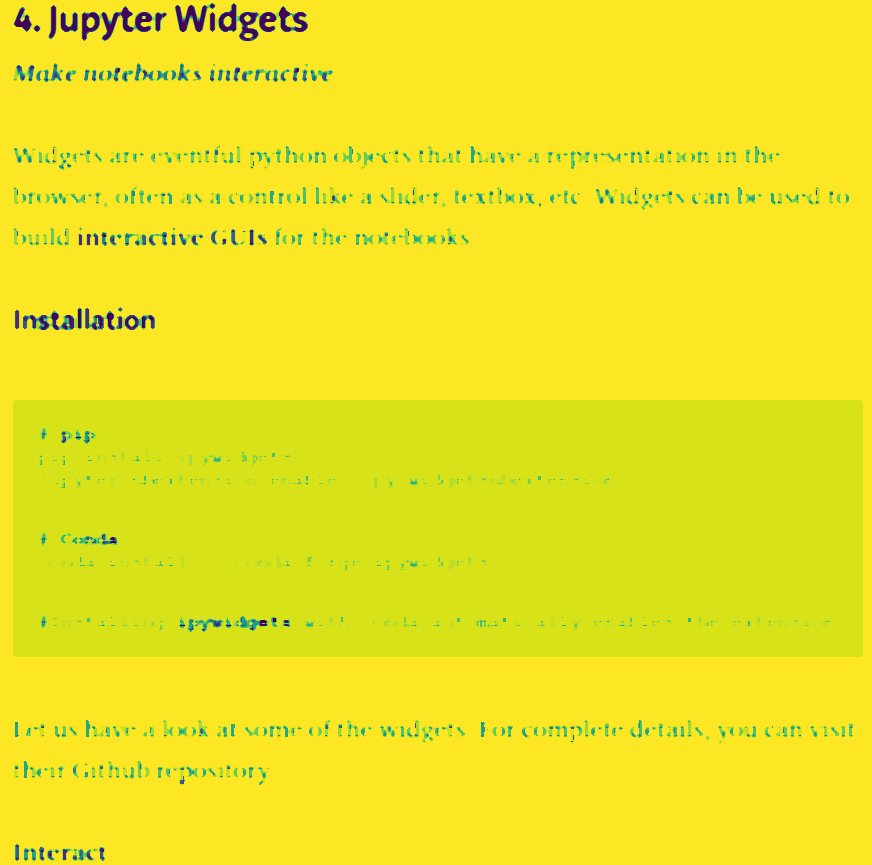 4. Jupyter Widgets
Make notebooks interactive
Widgets are eventful python objects that have a representation in the
browser, often as a control like a slider, textbox, etc. Widgets can be used to
build interactive GUIs for the notebooks.
Installation
# pip
pip install ipywidgets
jupyter nbextension enable --py widgetsnbextension
# Conda
conda install -c conda-forge ipywidgets
#Installing ipywidgets with conda automatically enables the extension
Let us have a look at some of the widgets. For complete details, you can visit
their Github repository
Interact